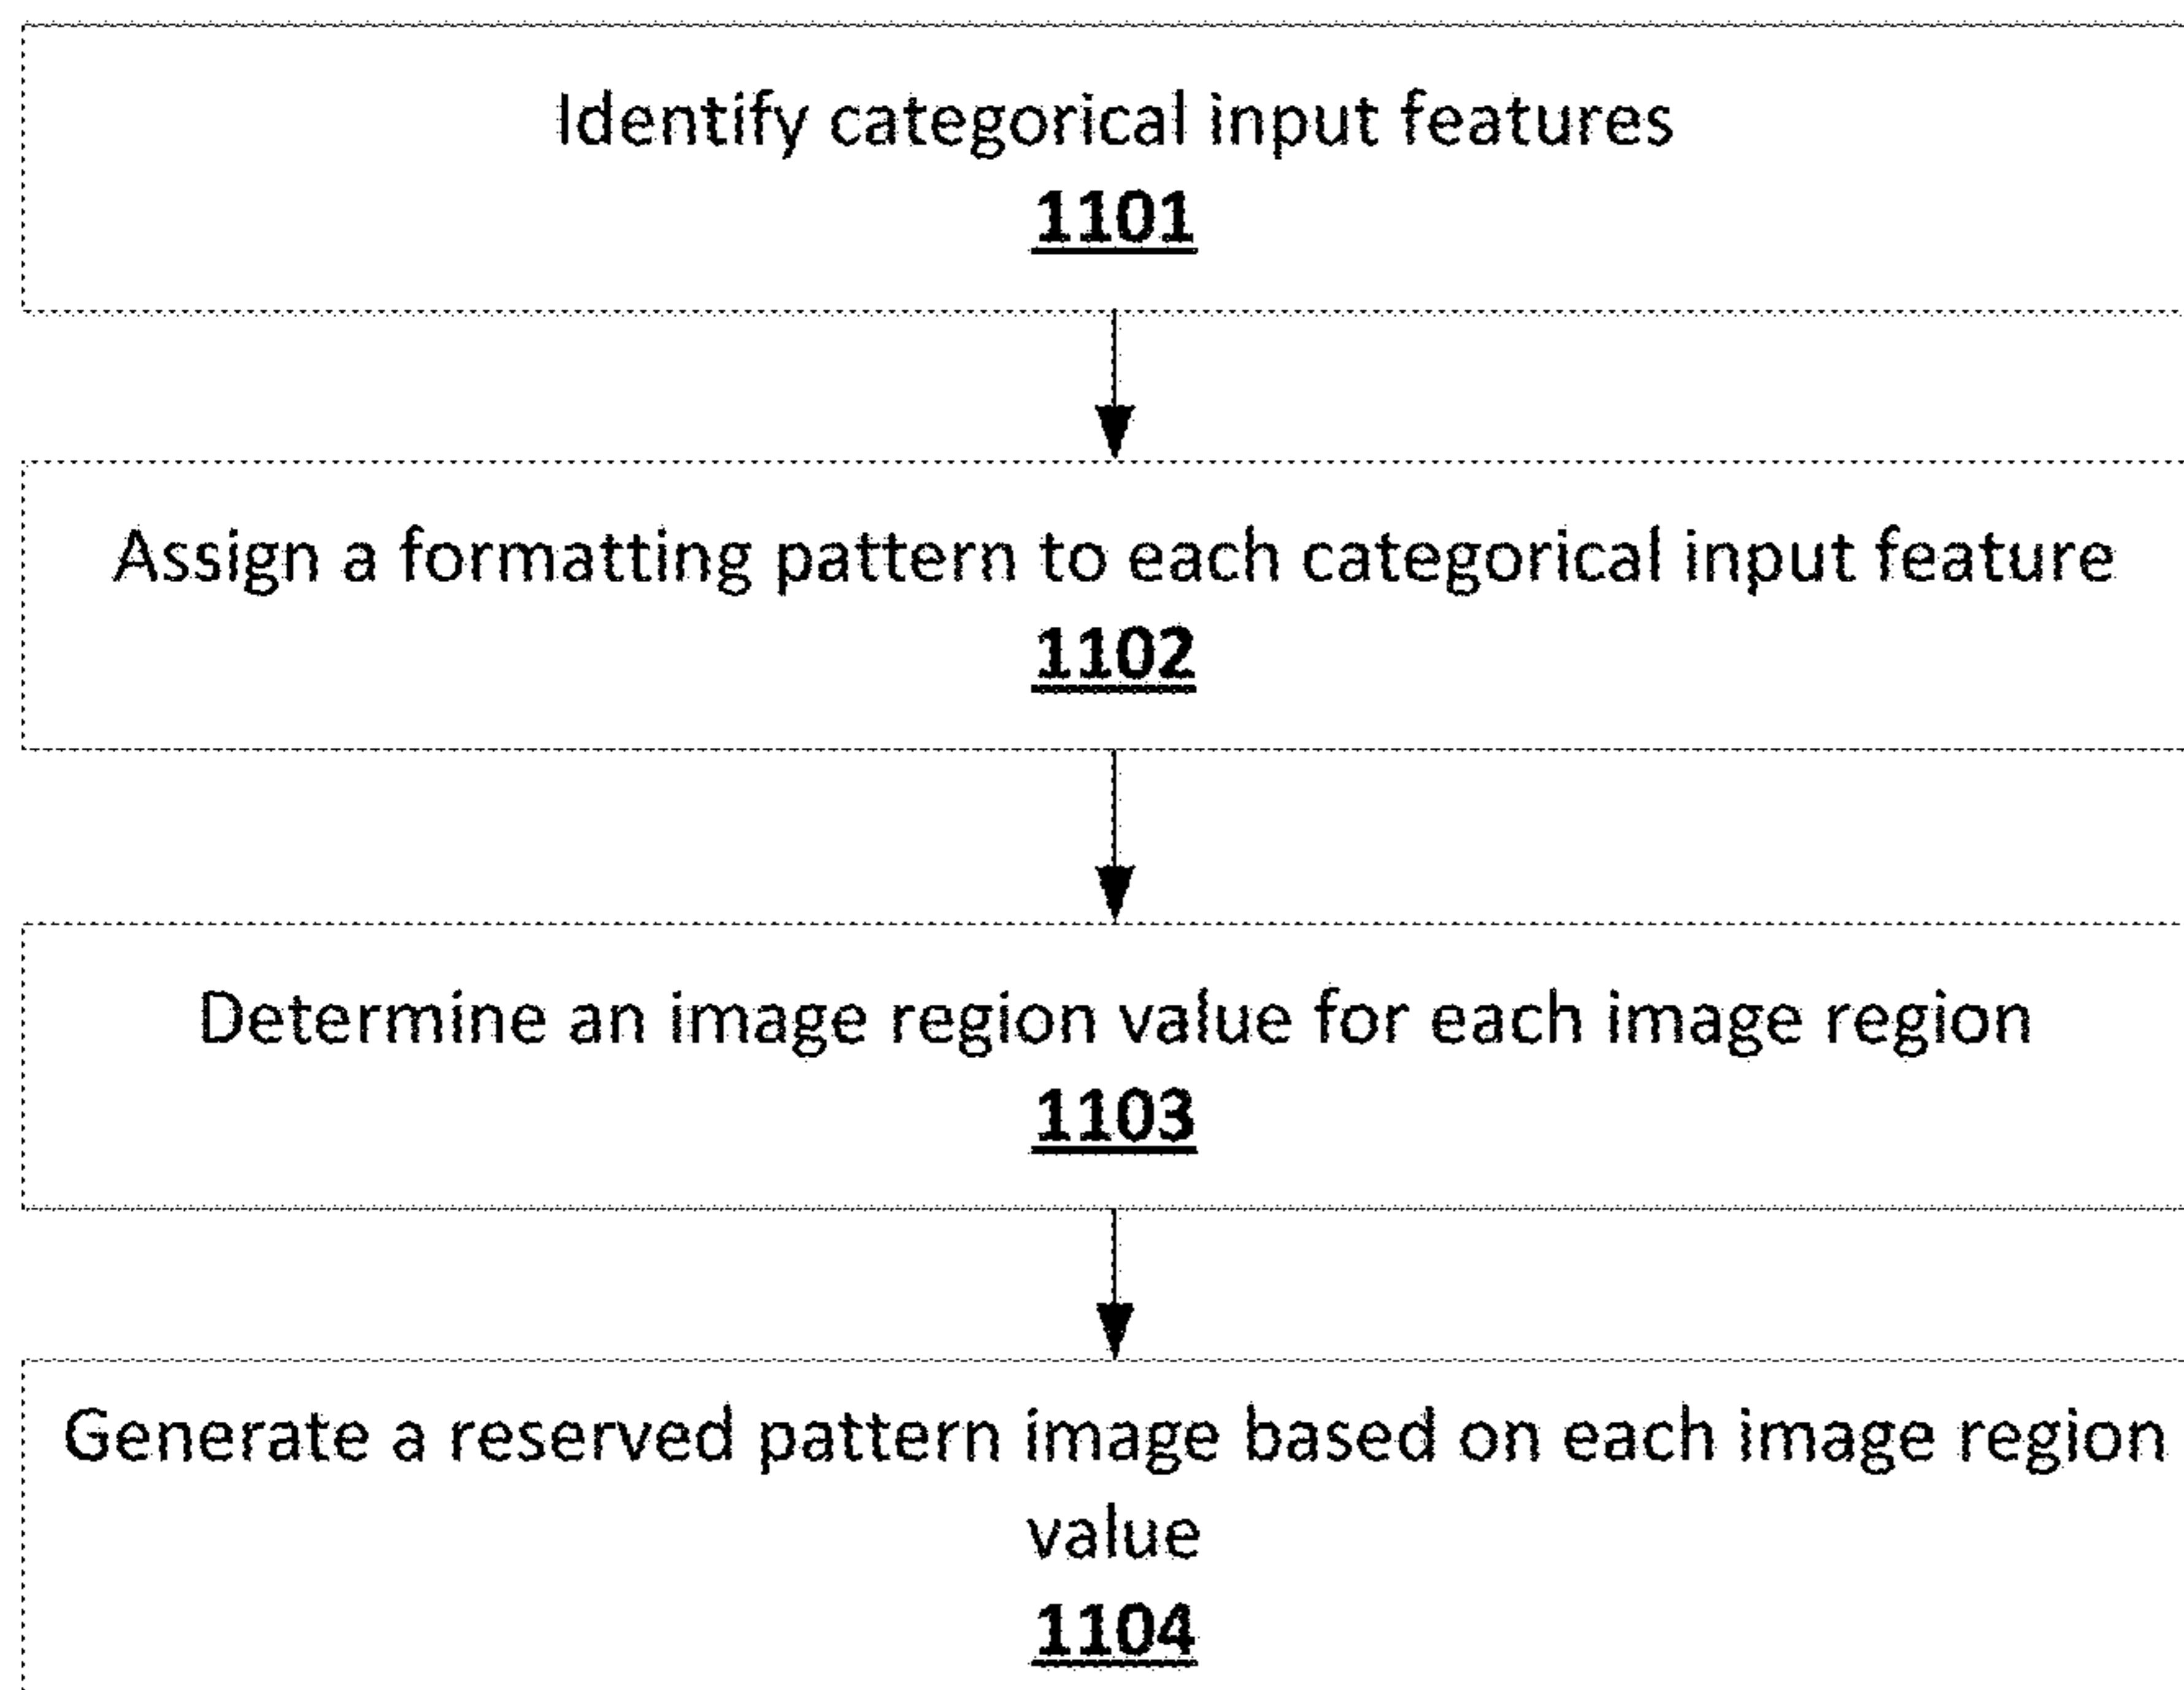 Identify categorical input features
1101
Assign a formatting pattern to each categorical input feature
1102
Determine an image region value for each image region
1103
Generate a reserved pattern image based on each image region
value
1104